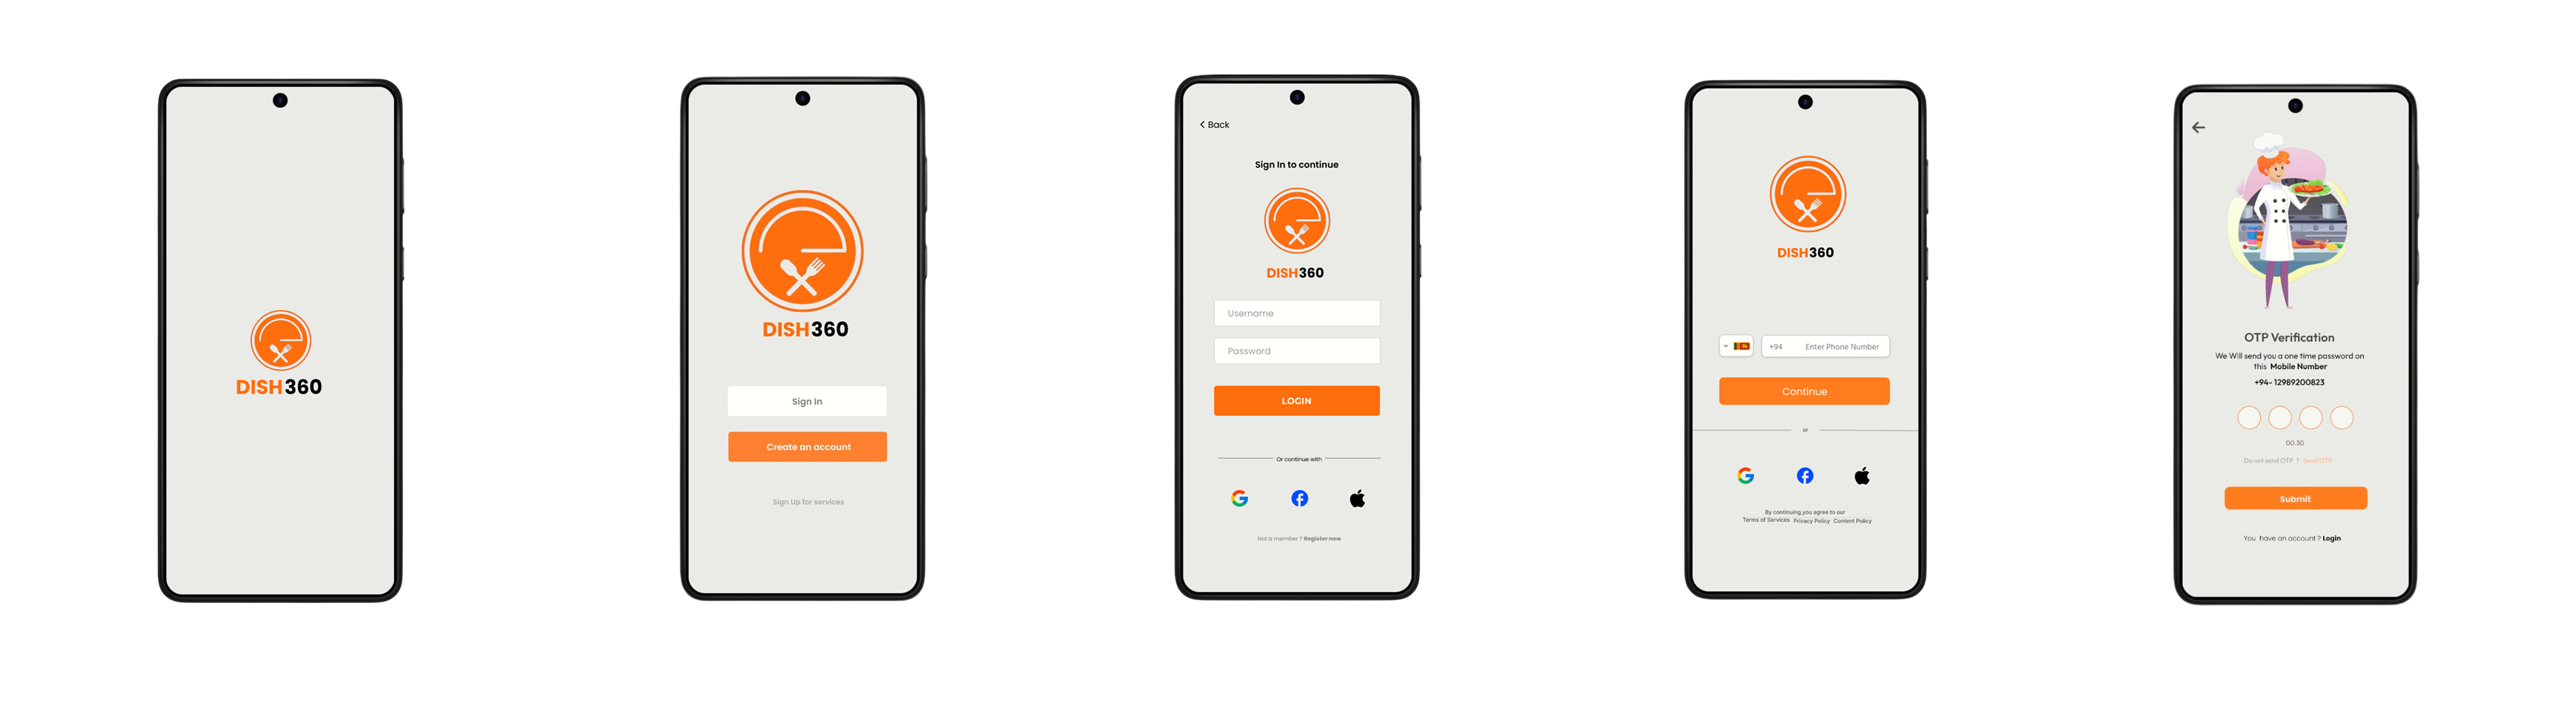 DISH360
DISH360
Sign In
Create an account
Sign Up for services
Back
Sign In to continue
DISH360
Username
Password
LOGIN
Or continue with
Not a member ? Register now
DISH360
+94 Enter Phone Number
Continue
or
By continuing,you agree to our
Terms of Services Privacy Policy Content Policy
OTP Verification
We Will send you a one time password on
this Mobile Number
+94- 12989200823
00.30
Do not send OTP ? Send OTP
Submit
You have an account ? Login